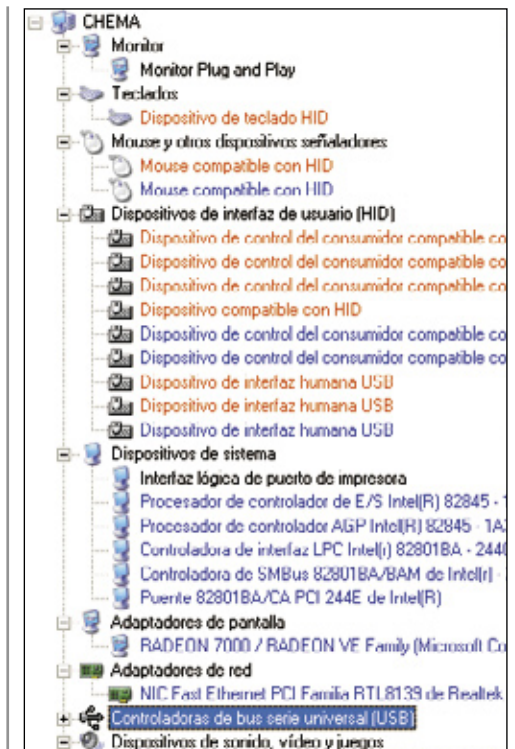 CHEMA
Monitor
Monitor Plug and Play
Teclados
Dispositivo de teclado HID
Mouse y otros dispositivos señaladores
Mouse compatible con HID
Mouse compatible con HID
Dispositivos de interfaz de usuario (HID)
Dispositivo de control del consumidor compatible co
Dispositivo de control del consumidor compatible co
Dispositivo de control del consumidor compatible co
Dispositivo compatible con HID
Dispositivo de control del consumidor compatible co
Dispositivo de control del consumidor compatible co
Dispositivo de interfaz humana USB
Dispositivo de interfaz humana USB
Dispositivo de interfaz humana USB
Dispositivos de sistema
Interfaz lógica de puerto de impresora
Procesador de controlador de E/S Intel(R) 82845 - 1
Procesador de controlador AGP Intel(R) 82845 - 1A
Controladora de interfaz LPC Intel(r) 82801BA - 244
Controladora de SMBus 82801BA/BAM de Intel(r) -
Puente 82801BA/CA PCI 244E de Intel(R)
Adaptadores de pantalla
RADEON 7000 / RADEON VE Family (Microsoft Co
Adaptadores de red
NIC Fast Ethernet PCI Familia RTL8139 de Realtek
Controladoras de bus serie universal (USB)
Dispositivos de sonido, vídeo y juegos